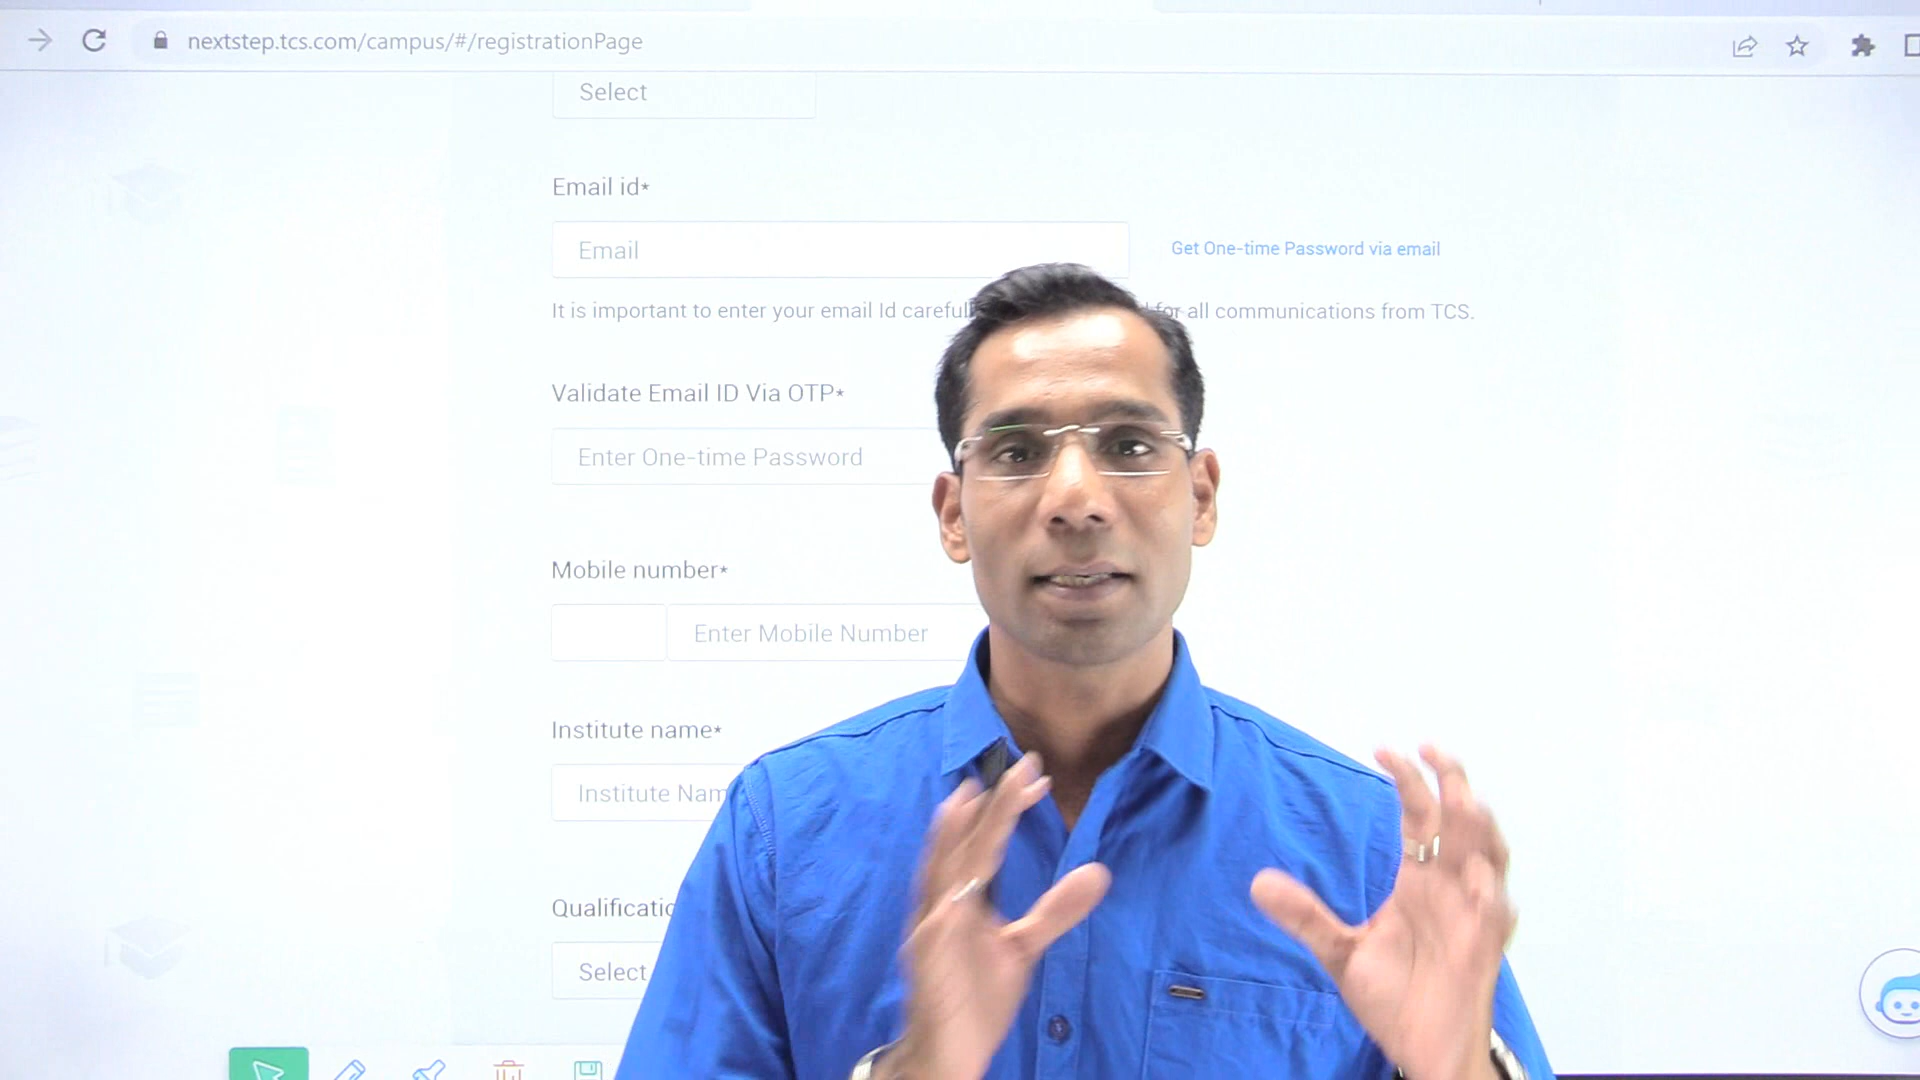 nextstep.tcs.com/campus/#/registrationPage
Select
Email id*
Email
Get One-time Password via email
It is important to enter your email Id for all communications from TCS.
Validate Email ID Via OTP*
Enter One-time Password
Mobile number*
Enter Mobile Number
Institute name*
Institute Nam
Qualificatio
Select